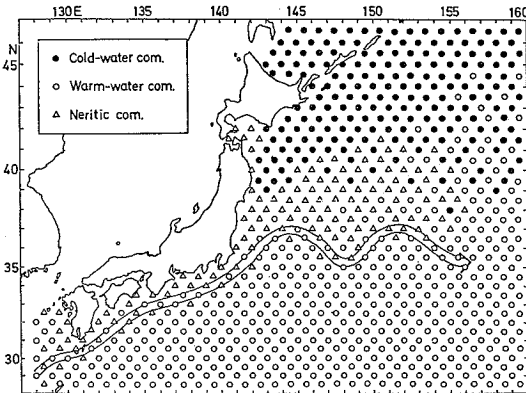 130E 135 140 145 150 155 160
N
45
40
35
30
Cold-water com.
Warm-water com.
Neritic com.